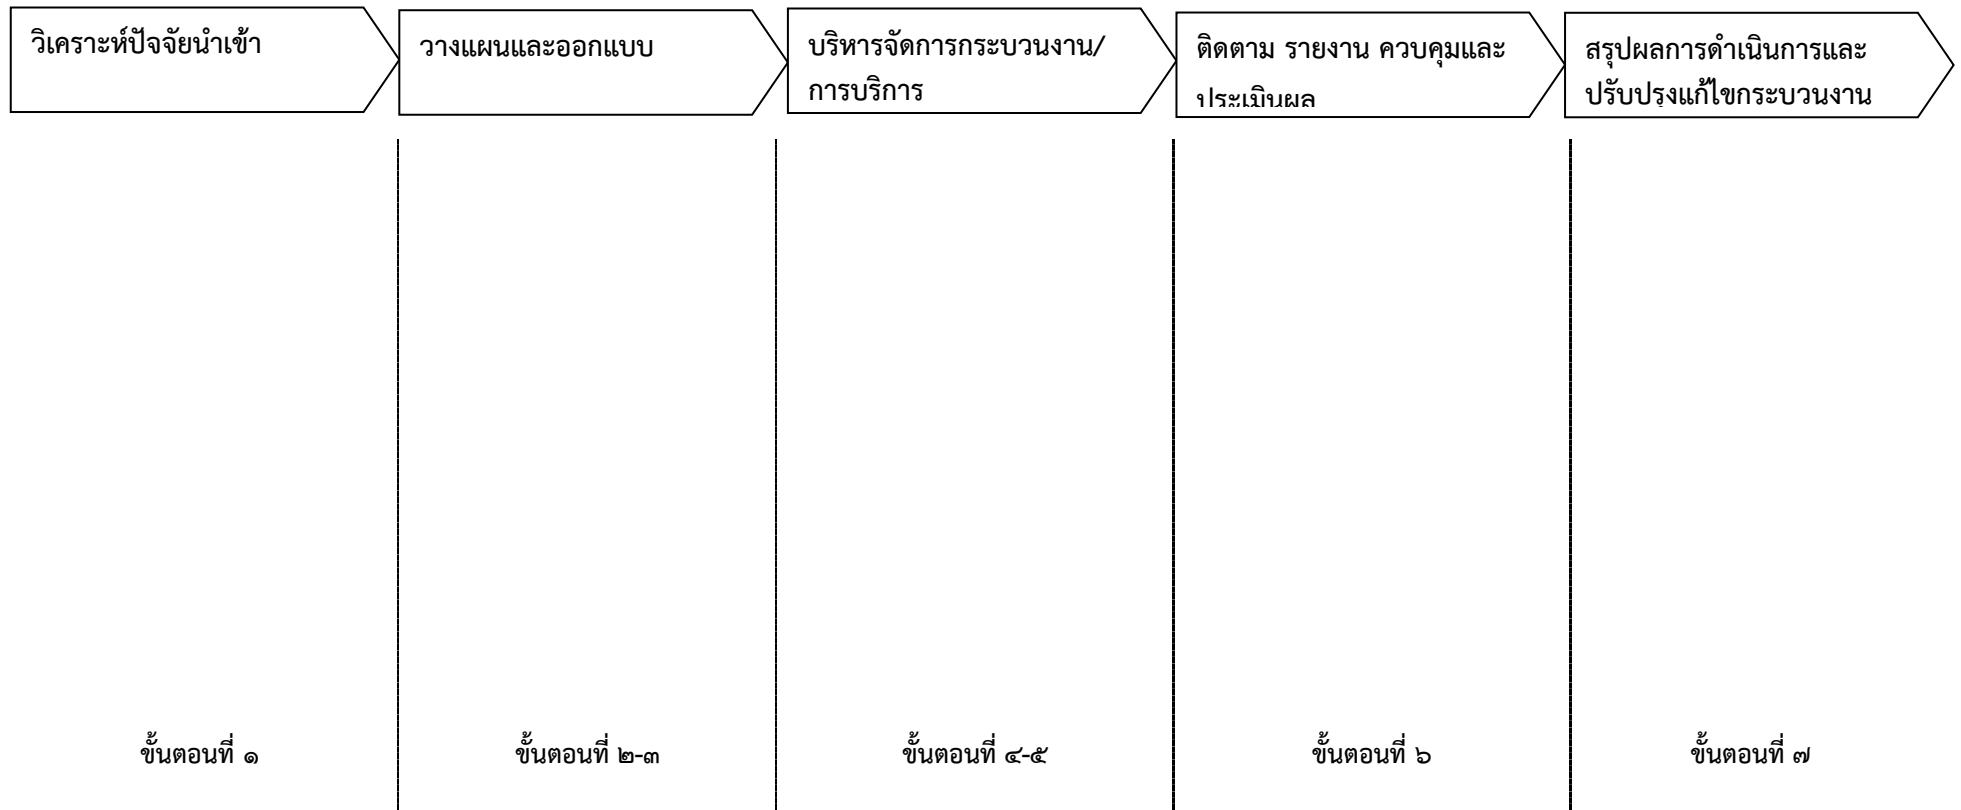 วิเคราะห์ปัจจัยนำเข้า
วางแผนและออกแบบ
บริหารจัดการกระบวนงาน/
การบริการ
ติดตาม รายงาน ควบคุมและ
ประเมินผล
สรุปผลการดำเนินการและ
ปรับปรุงแก้ไขกระบวนงาน
ขั้นตอนที่ ๑
ขั้นตอนที่ ๒-๓
ขั้นตอนที่ ๔-๕
ขั้นตอนที่ ๖
ขั้นตอนที่ ๗